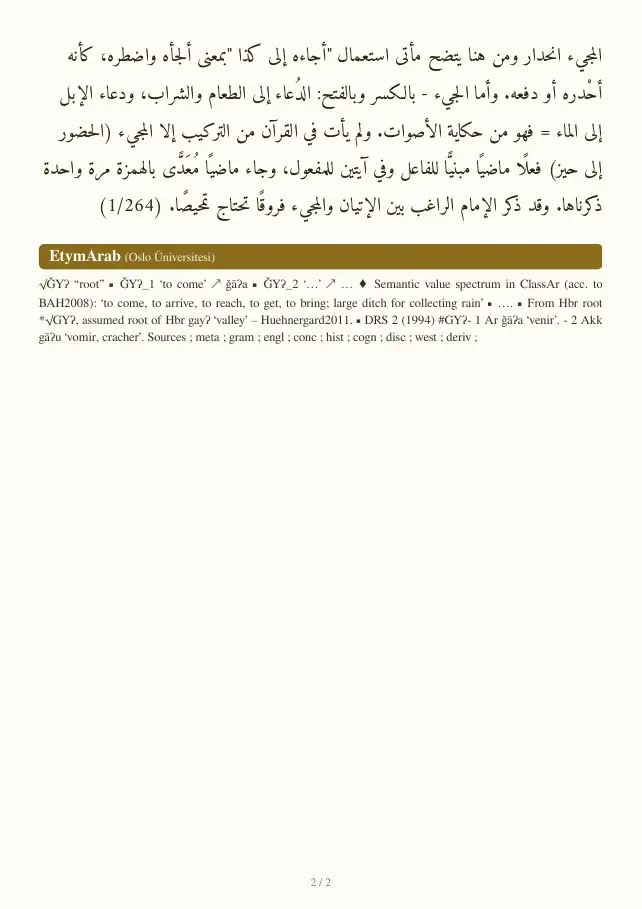 المجيء انحدار ومن هنا يتضح مأتى استعمال "أجاءه إلى كذا "بمعنى ألجأه واضطره، كأنه
أحْدره أو دفعه. وأما الجيء - بالكسر وبالفتح: الدُعاء إلى الطعام والشراب، ودعاء الإبل
إلى الماء = فهو من حكاية الأصوات. ولم يأت في القرآن من التركيب إلا المجيء (الحضور
إلى حيز) فعلًا ماضيًا مبنيًّا للفاعل وفي آيتين للمفعول، وجاء ماضيًا مُعَدًّى بالهمزة مرة واحدة
ذكرناها. وقد ذكر الإمام الراغب بين الإتيان والمجيء فروقًا تحتاج تمحيصًا. (1/264)
EtymArab (Oslo Üniversitesi)
√ǦYʔ “root” ▪ ǦYʔ_1 ‘to come’ ↗ ǧāʔa ▪ ǦYʔ_2 ‘…’ ↗ … ♦ Semantic value spectrum in ClassAr (acc. to
BAH2008): ‘to come, to arrive, to reach, to get, to bring; large ditch for collecting rain’ ▪ …. ▪ From Hbr root
*√GYʔ, assumed root of Hbr gayʔ ‘valley’ – Huehnergard2011. ▪ DRS 2 (1994) #GYʔ- 1 Ar ǧāʔa ‘venir’. - 2 Akk
gāʔu ‘vomir, cracher’. Sources ; meta ; gram ; engl ; conc ; hist ; cogn ; disc ; west ; deriv ;
2 / 2